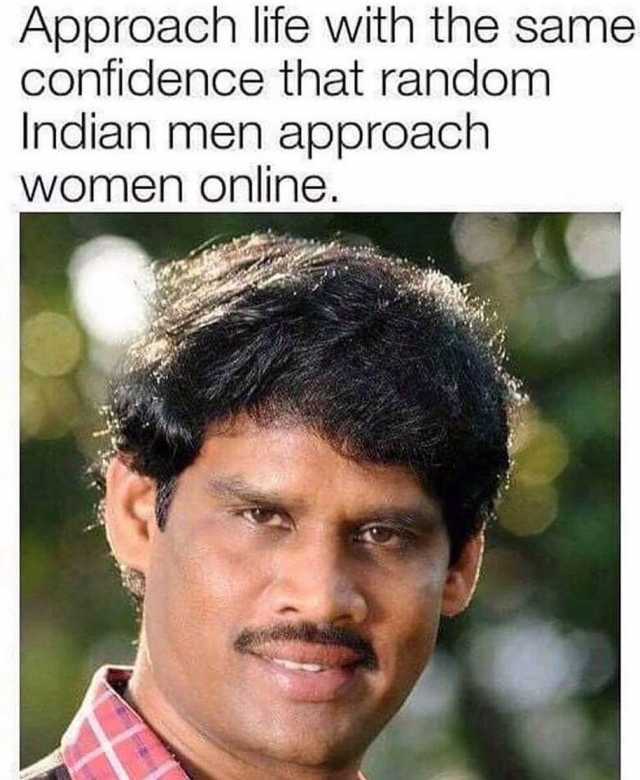 Approach life with the same
confidence that random
Indian men approach
women online.